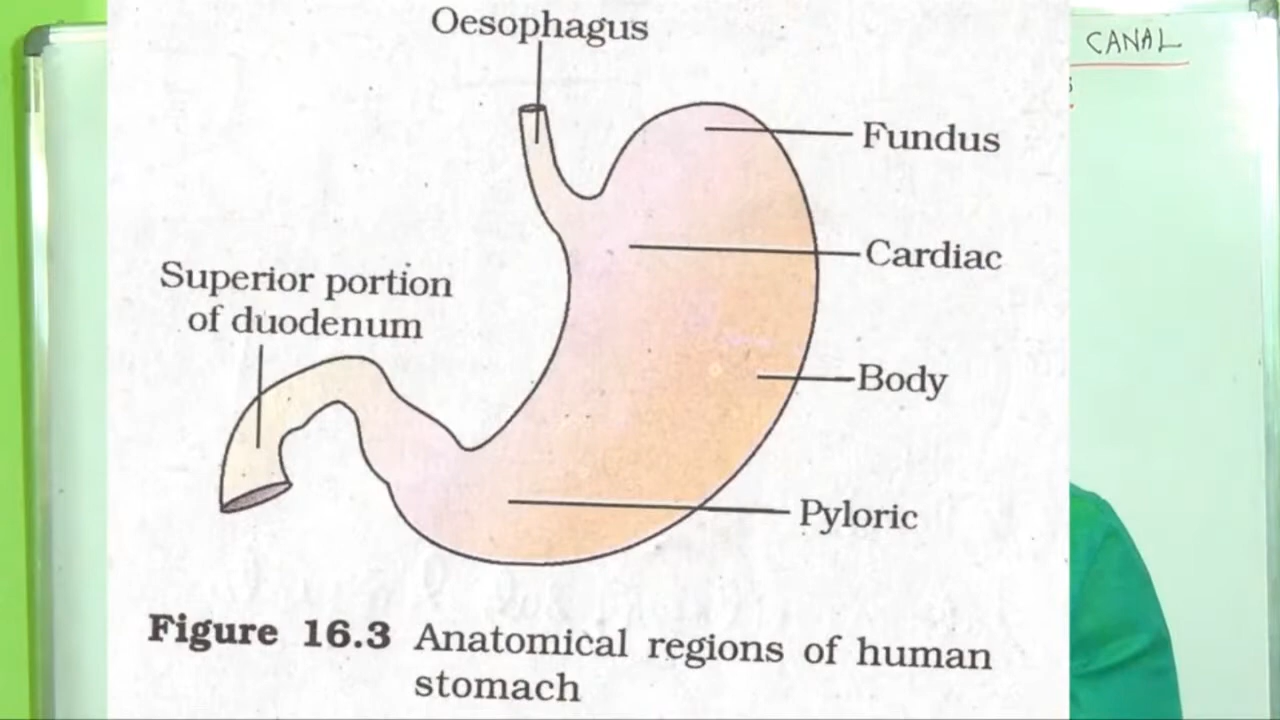 Oesophagus
CANAL
Fundus
Cardiac
Superior portion
of duodenum
Body
Pyloric
Figure 16.3 Anatomical regions of human
stomach